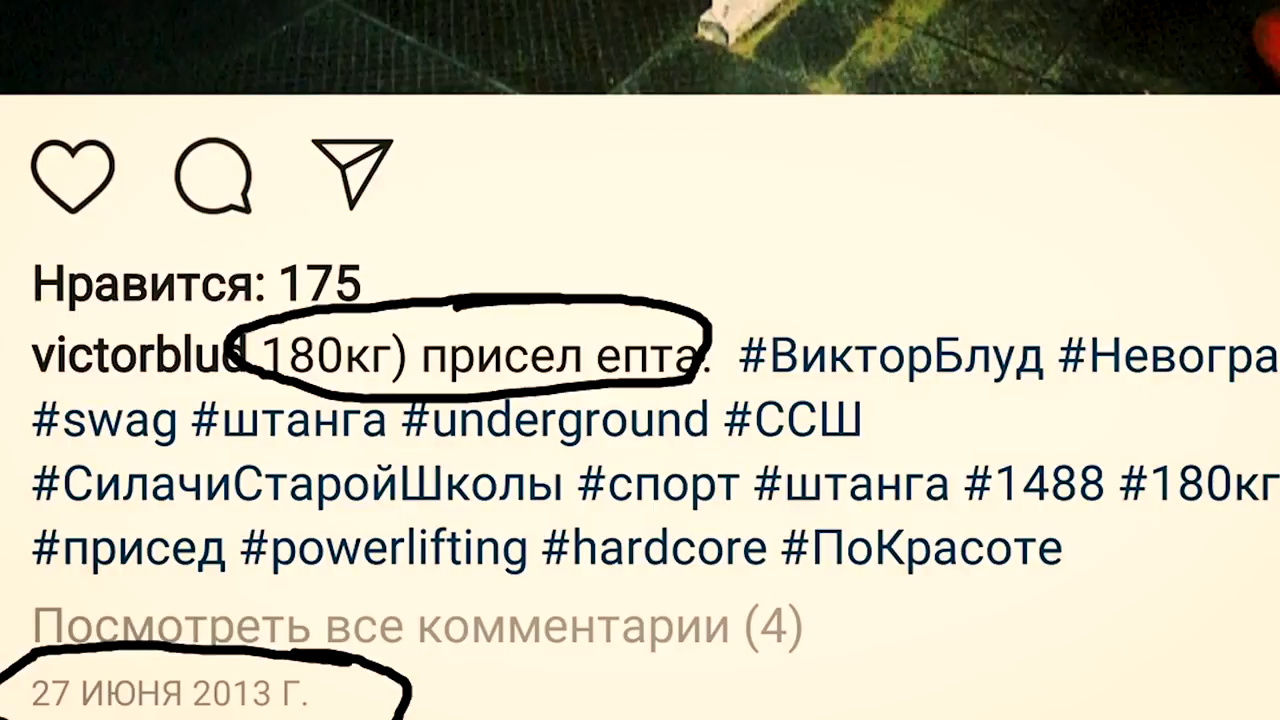 Нравится: 175
victorblud 180кг) присел епта. #ВикторБлуд #Невогра
#swag #штанга #underground #ССШ
#СилачиСтаройШколы #спорт #штанга #1488 #180кг
#присед #powerlifting #hardcore #ПоКрасоте
Посмотреть все комментарии (4)
27 ИЮНЯ 2013 Г.